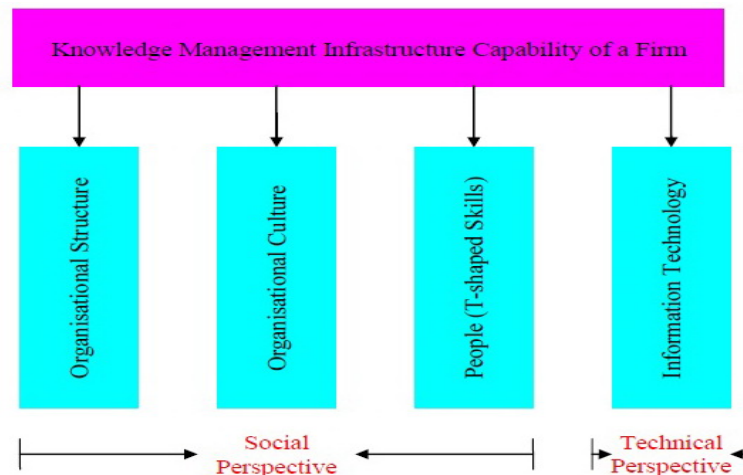 Knowledge Management Infrastructure Capability of a Firm
Organisational Structure
Organisational Culture
People (T-shaped Skills)
Information Technology
Social
Perspective
Technical
Perspective